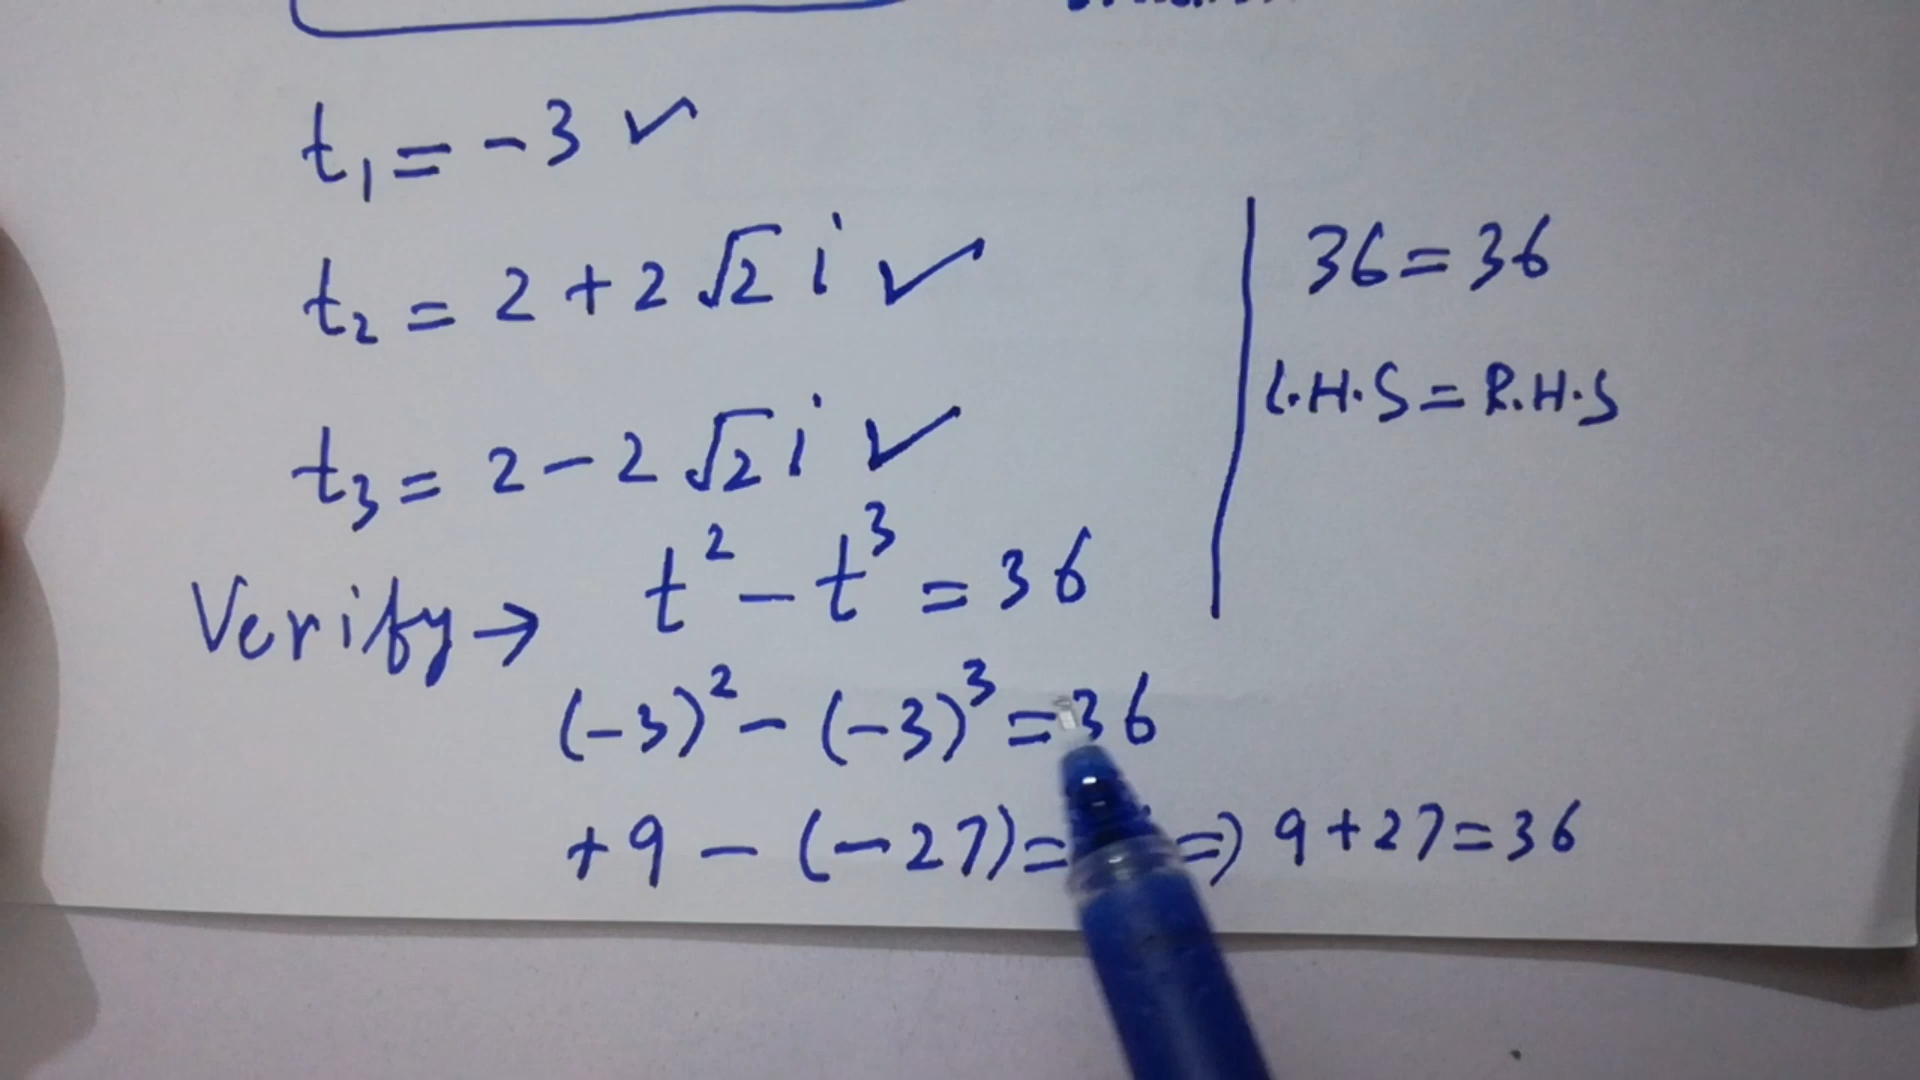 t₁ = -3 ✓
t₂ = 2 + 2√2 i ✓
t₃ = 2 - 2√2 i ✓
Verify → t² - t³ = 36
(-3)² - (-3)³ = 36
+9 - (-27) = => 9 + 27 = 36
36 = 36
L.H.S = R.H.S